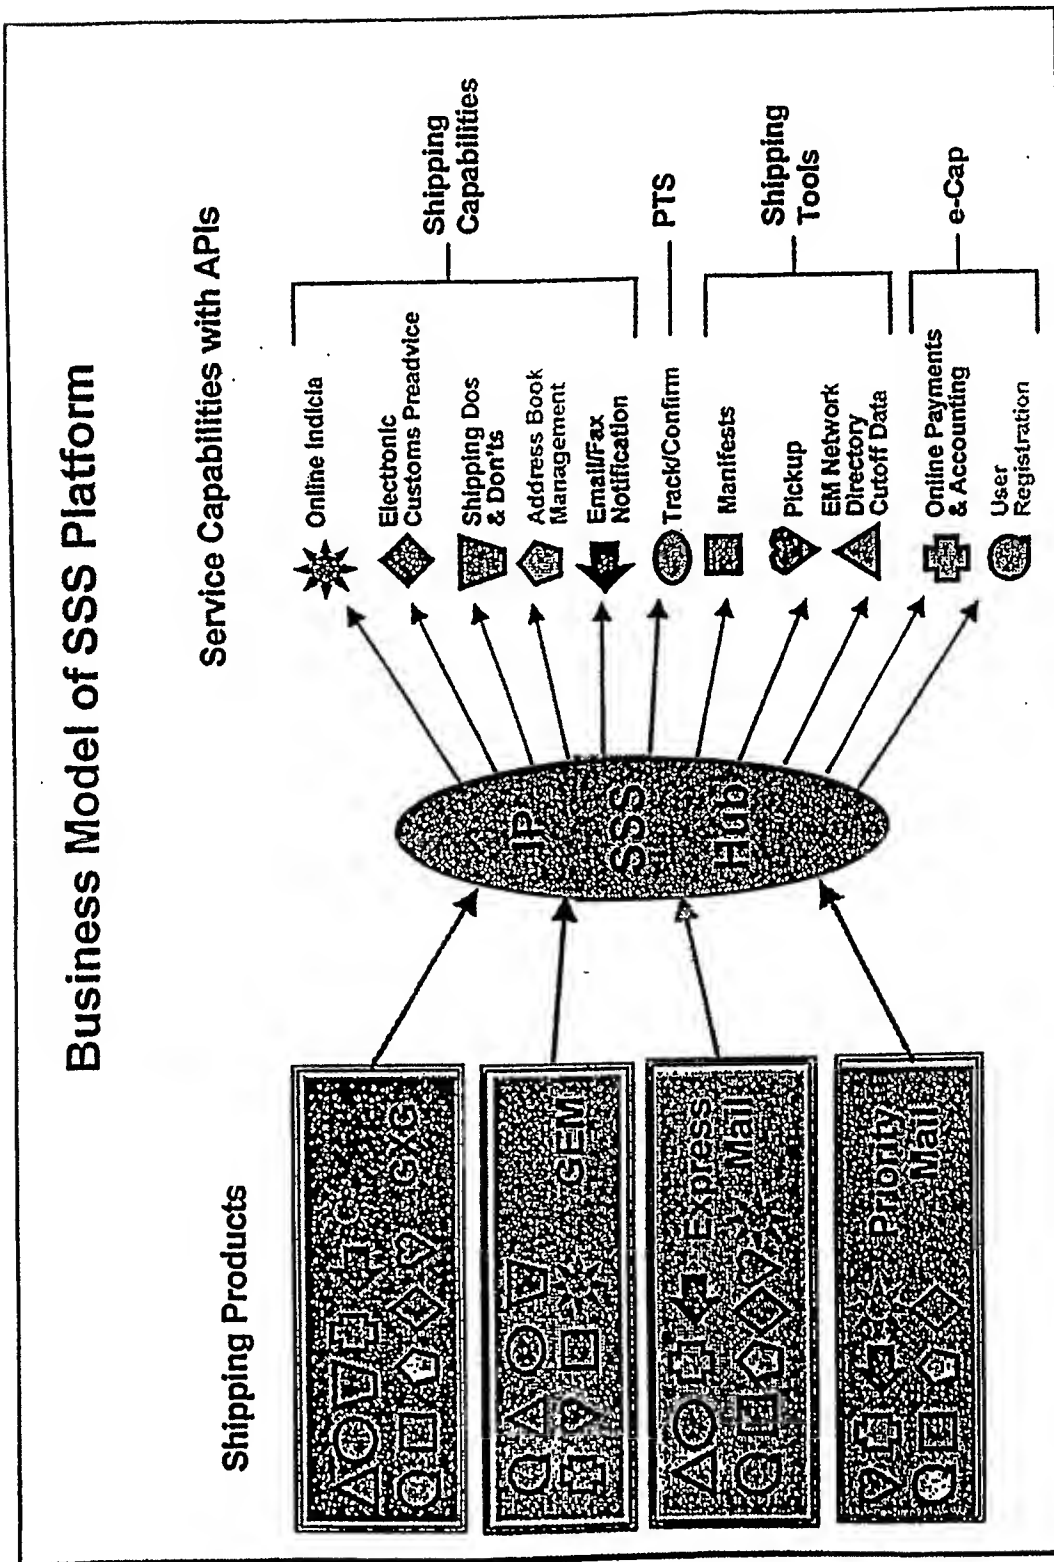 Business Model of SSS Platform
Shipping Products
GXG
GEM
Express
Mail
Priority
Mail
IP
SSS
Hub
Service Capabilities with APIs
Online Indicia
Electronic
Customs Preadvice
Shipping Dos
& Don'ts
Address Book
Management
Email/Fax
Notification
Track/Confirm
Manifests
Pickup
EM Network
Directory
Cutoff Data
Online Payments
& Accounting
User
Registration
Shipping
Capabilities
PTS
Shipping
Tools
e-Cap